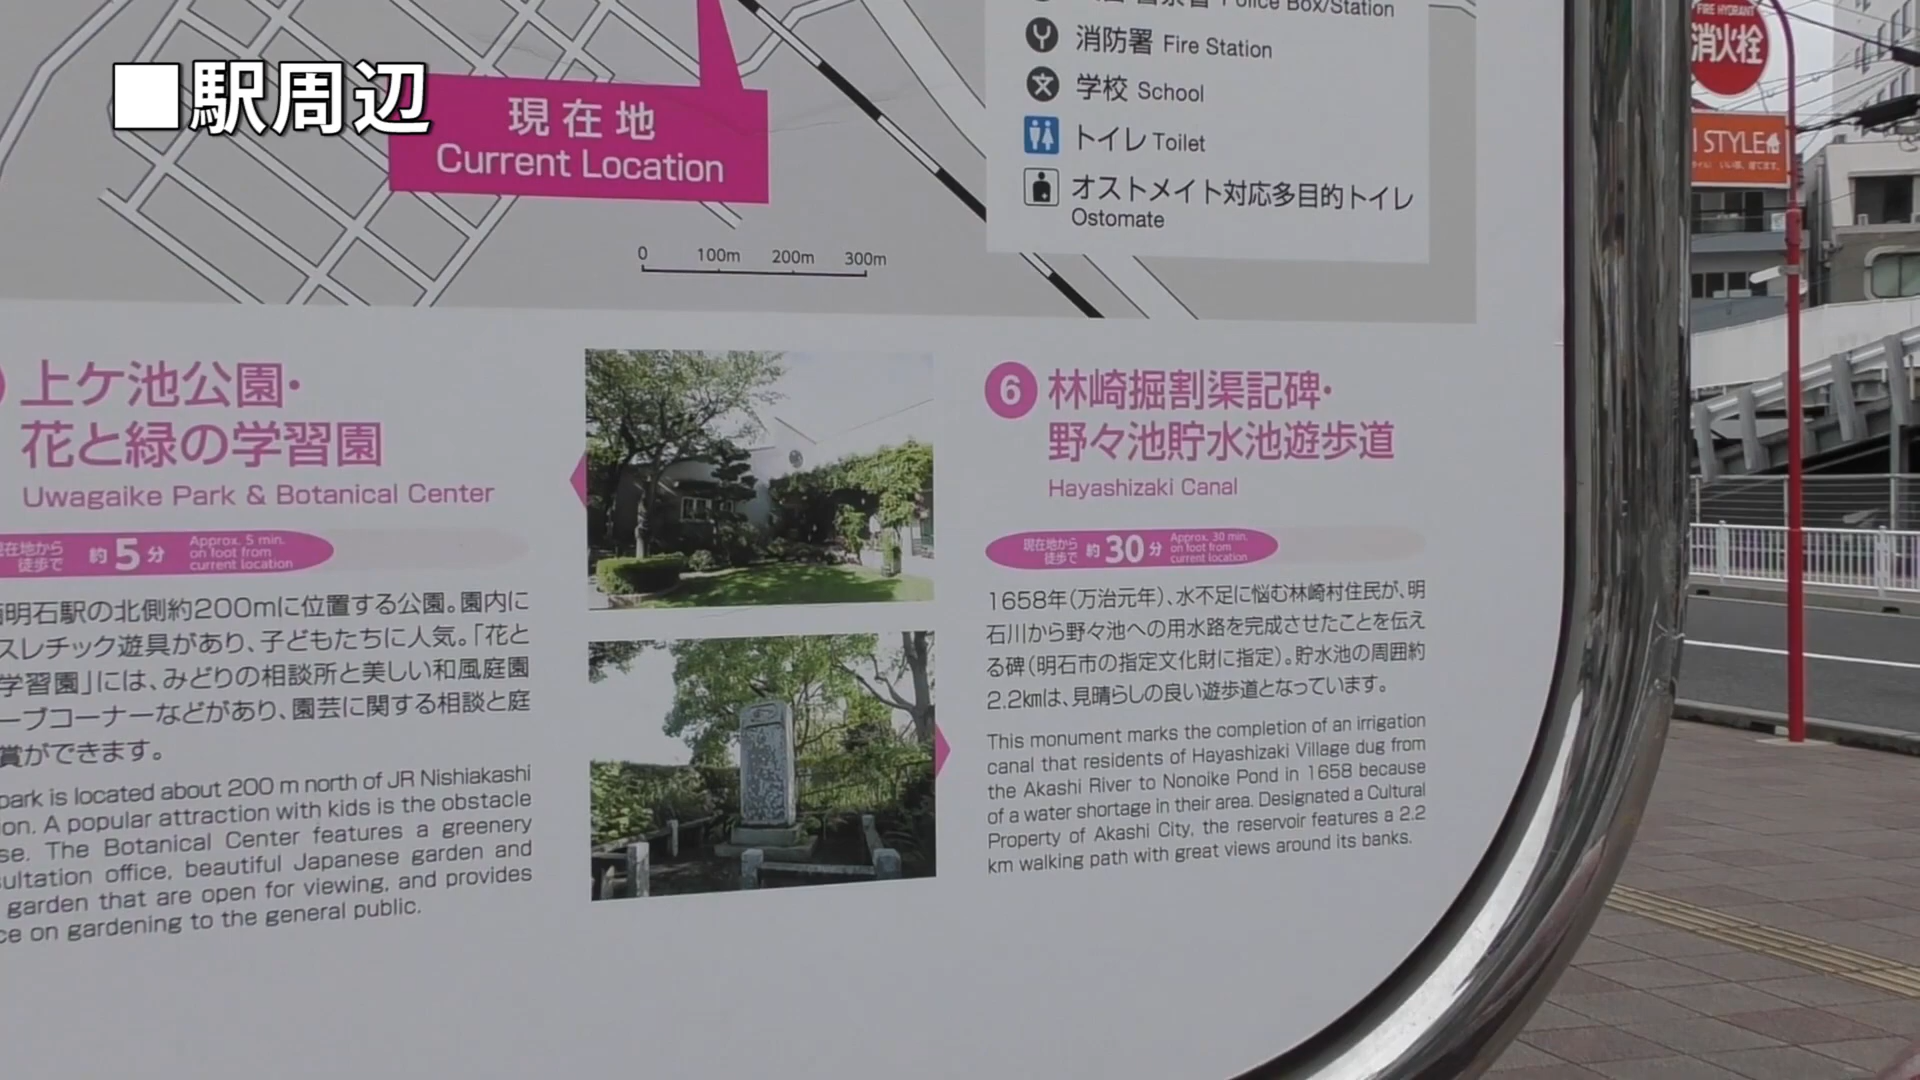 ■駅周辺
現在地
Current Location
Police Box/Station
消防署 Fire Station
学校 School
トイレ Toilet
オストメイト対応多目的トイレ
Ostomate
0 100m 200m 300m
FIRE HYDRANT
消火栓
STYLE
上ケ池公園・
花と緑の学習園
Uwagaike Park & Botanical Center
在地から
徒歩で
約5分
Approx. 5 min.
on foot from
current location
明石駅の北側約200mに位置する公園。園内に
スレチック遊具があり、子どもたちに人気。「花と
学習園」には、みどりの相談所と美しい和風庭園
ーブコーナーなどがあり、園芸に関する相談と庭
賞ができます。
park is located about 200 m north of JR Nishiakashi
ion. A popular attraction with kids is the obstacle
se. The Botanical Center features a greenery
sultation office, beautiful Japanese garden and
garden that are open for viewing, and provides
ce on gardening to the general public.
6 林崎掘割渠記碑・
野々池貯水池遊歩道
Hayashizaki Canal
現在地から
徒歩で
約30分
Approx. 30 min.
on foot from
current location
1658年(万治元年)、水不足に悩む林崎村住民が、明
石川から野々池への用水路を完成させたことを伝え
る碑(明石市の指定文化財に指定)。貯水池の周囲約
2.2㎞は、見晴らしの良い遊歩道となっています。
This monument marks the completion of an irrigation
canal that residents of Hayashizaki Village dug from
the Akashi River to Nonoike Pond in 1658 because
of a water shortage in their area. Designated a Cultural
Property of Akashi City, the reservoir features a 2.2
km walking path with great views around its banks.